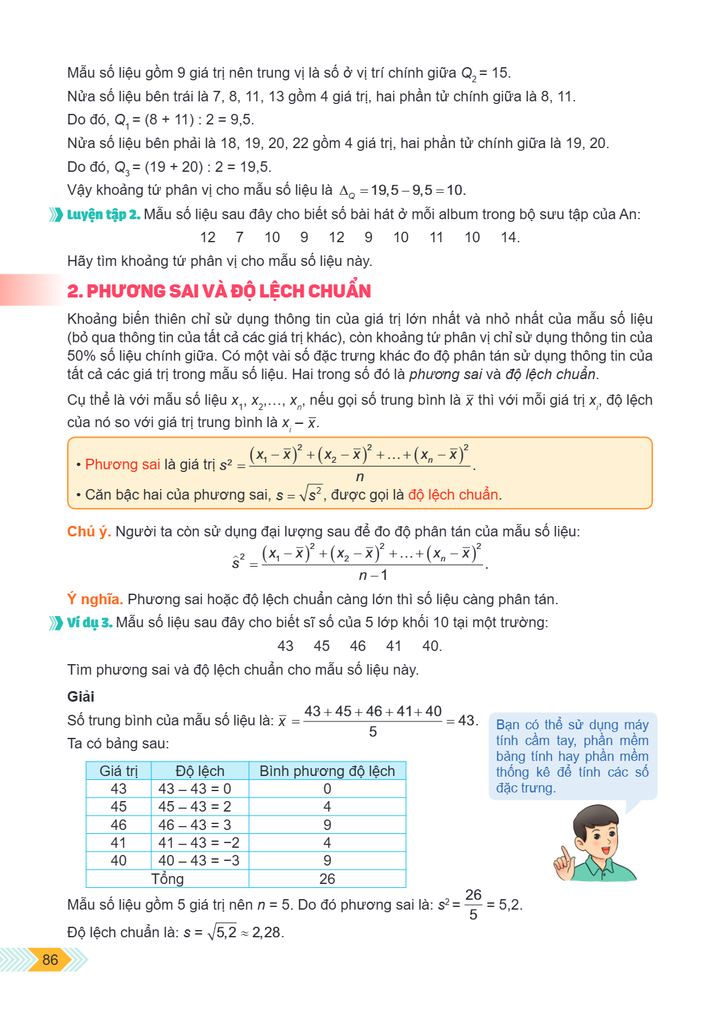 Mẫu số liệu gồm 9 giá trị nên trung vị là số ở vị trí chính giữa Q₂ = 15.
Nửa số liệu bên trái là 7, 8, 11, 13 gồm 4 giá trị, hai phần tử chính giữa là 8, 11.
Do đó, Q₁ = (8 + 11) : 2 = 9,5.
Nửa số liệu bên phải là 18, 19, 20, 22 gồm 4 giá trị, hai phần tử chính giữa là 19, 20.
Do đó, Q₃ = (19 + 20) : 2 = 19,5.
Vậy khoảng tứ phân vị cho mẫu số liệu là Δ_Q = 19,5 − 9,5 = 10.
Luyện tập 2. Mẫu số liệu sau đây cho biết số bài hát ở mỗi album trong bộ sưu tập của An:
12 7 10 9 12 9 10 11 10 14.
Hãy tìm khoảng tứ phân vị cho mẫu số liệu này.
2. PHƯƠNG SAI VÀ ĐỘ LỆCH CHUẨN
Khoảng biến thiên chỉ sử dụng thông tin của giá trị lớn nhất và nhỏ nhất của mẫu số liệu
(bỏ qua thông tin của tất cả các giá trị khác), còn khoảng tứ phân vị chỉ sử dụng thông tin của
50% số liệu chính giữa. Có một vài số đặc trưng khác đo độ phân tán sử dụng thông tin của
tất cả các giá trị trong mẫu số liệu. Hai trong số đó là phương sai và độ lệch chuẩn.
Cụ thể là với mẫu số liệu x₁, x₂,…, xₙ, nếu gọi số trung bình là x̅ thì với mỗi giá trị xᵢ, độ lệch
của nó so với giá trị trung bình là xᵢ – x̅.
• Phương sai là giá trị s² = ((x₁ − x̅)² + (x₂ − x̅)² + … + (xₙ − x̅)²) / n.
• Căn bậc hai của phương sai, s = √s², được gọi là độ lệch chuẩn.
Chú ý. Người ta còn sử dụng đại lượng sau để đo độ phân tán của mẫu số liệu:
ŝ² = ((x₁ − x̅)² + (x₂ − x̅)² + … + (xₙ − x̅)²) / (n − 1).
Ý nghĩa. Phương sai hoặc độ lệch chuẩn càng lớn thì số liệu càng phân tán.
Ví dụ 3. Mẫu số liệu sau đây cho biết sĩ số của 5 lớp khối 10 tại một trường:
43 45 46 41 40.
Tìm phương sai và độ lệch chuẩn cho mẫu số liệu này.
Giải
Số trung bình của mẫu số liệu là: x̅ = (43 + 45 + 46 + 41 + 40) / 5 = 43.
Ta có bảng sau:
Bạn có thể sử dụng máy
tính cầm tay, phần mềm
bảng tính hay phần mềm
thống kê để tính các số
đặc trưng.
Giá trị Độ lệch Bình phương độ lệch
43 43 – 43 = 0 0
45 45 – 43 = 2 4
46 46 – 43 = 3 9
41 41 – 43 = −2 4
40 40 – 43 = −3 9
Tổng 26
Mẫu số liệu gồm 5 giá trị nên n = 5. Do đó phương sai là: s² = 26/5 = 5,2.
Độ lệch chuẩn là: s = √5,2 ≈ 2,28.
86